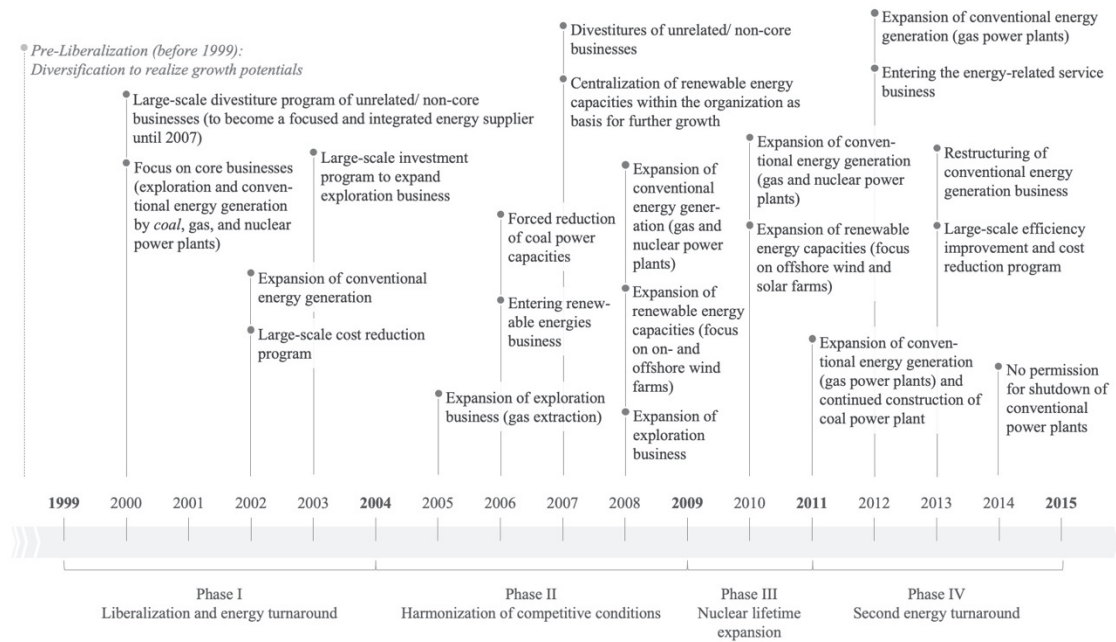 Pre-Liberalization (before 1999):
Diversification to realize growth potentials
Large-scale divestiture program of unrelated/ non-core
businesses (to become a focused and integrated energy supplier
until 2007)
Focus on core businesses
(exploration and conven-
tional energy generation
by coal, gas, and nuclear
power plants)
Large-scale investment
program to expand
exploration business
Expansion of conventional
energy generation
Large-scale cost reduction
program
Expansion of exploration
business (gas extraction)
Forced reduction
of coal power
capacities
Entering renew-
able energies
business
Divestitures of unrelated/ non-core
businesses
Centralization of renewable energy
capacities within the organization as
basis for further growth
Expansion of
conventional
energy gener-
ation (gas and
nuclear power
plants)
Expansion of
renewable energy
capacities (focus
on on- and
offshore wind
farms)
Expansion of
exploration
business
Expansion of conven-
tional energy generation
(gas and nuclear power
plants)
Expansion of renewable
energy capacities (focus
on offshore wind and
solar farms)
Expansion of conven-
tional energy generation
(gas power plants) and
continued construction of
coal power plant
Expansion of conventional energy
generation (gas power plants)
Entering the energy-related service
business
Restructuring of
conventional energy
generation business
Large-scale efficiency
improvement and cost
reduction program
No permission
for shutdown of
conventional
power plants
1999 2000 2001 2002 2003 2004 2005 2006 2007 2008 2009 2010 2011 2012 2013 2014 2015
Phase I
Liberalization and energy turnaround
Phase II
Harmonization of competitive conditions
Phase III
Nuclear lifetime
expansion
Phase IV
Second energy turnaround